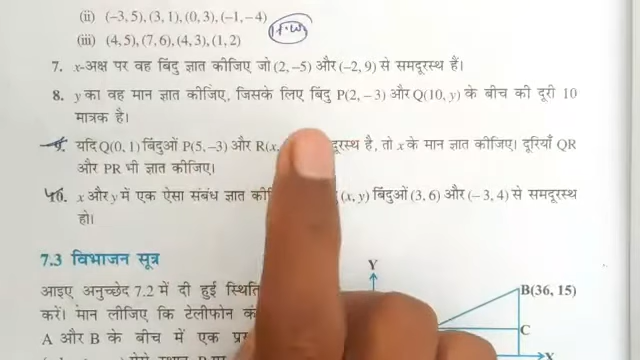 (ii) (–3, 5), (3, 1), (0, 3), (–1, –4)
(iii) (4, 5), (7, 6), (4, 3), (1, 2) H.W
7. x-अक्ष पर वह बिंदु ज्ञात कीजिए जो (2, –5) और (–2, 9) से समदूरस्थ हैं।
8. y का वह मान ज्ञात कीजिए, जिसके लिए बिंदु P(2, – 3) और Q(10, y) के बीच की दूरी 10
मात्रक है।
9. यदि Q(0, 1) बिंदुओं P(5, –3) और R(x, दूरस्थ है, तो x के मान ज्ञात कीजिए। दूरियाँ QR
और PR भी ज्ञात कीजिए।
10. x और y में एक ऐसा संबंध ज्ञात (x, y) बिंदुओं (3, 6) और (– 3, 4) से समदूरस्थ
हो।
7.3 विभाजन सूत्र
आइए अनुच्छेद 7.2 में दी हुई स्थिति
करें। मान लीजिए कि टेलीफोन
A और B के बीच में एक
Y
B(36, 15)
C
X